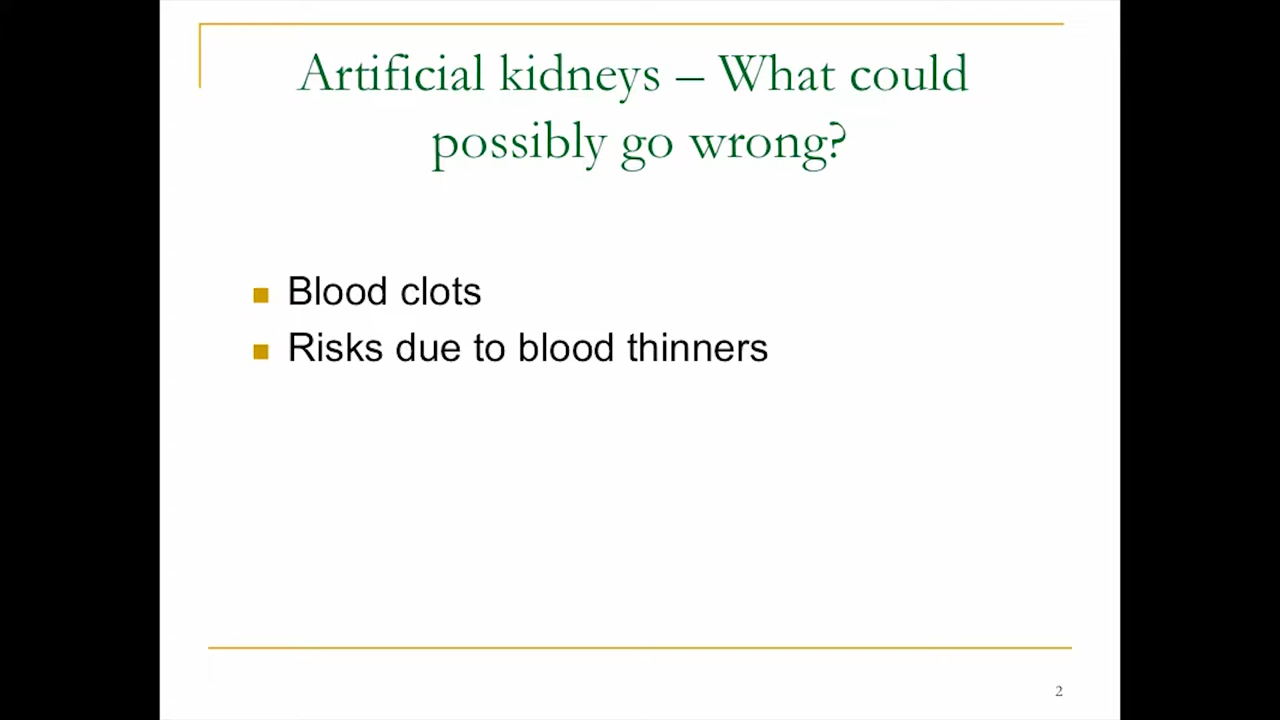 Artificial kidneys – What could
possibly go wrong?
Blood clots
Risks due to blood thinners
2